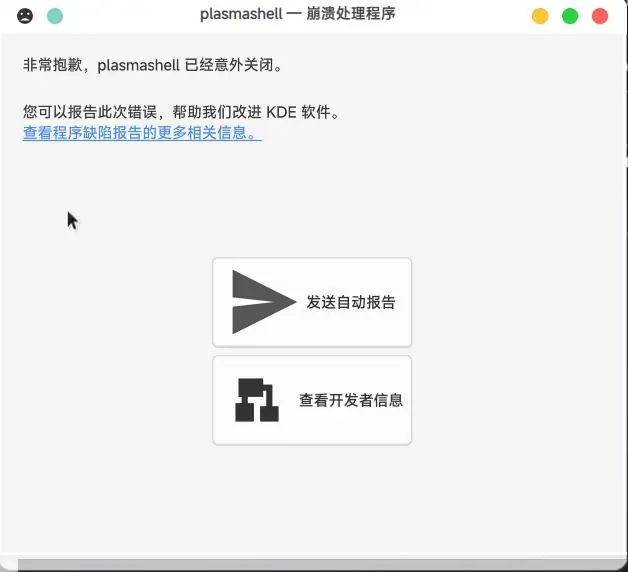 plasmashell — 崩溃处理程序
非常抱歉，plasmashell 已经意外关闭。
您可以报告此次错误，帮助我们改进 KDE 软件。
查看程序缺陷报告的更多相关信息。
发送自动报告
查看开发者信息